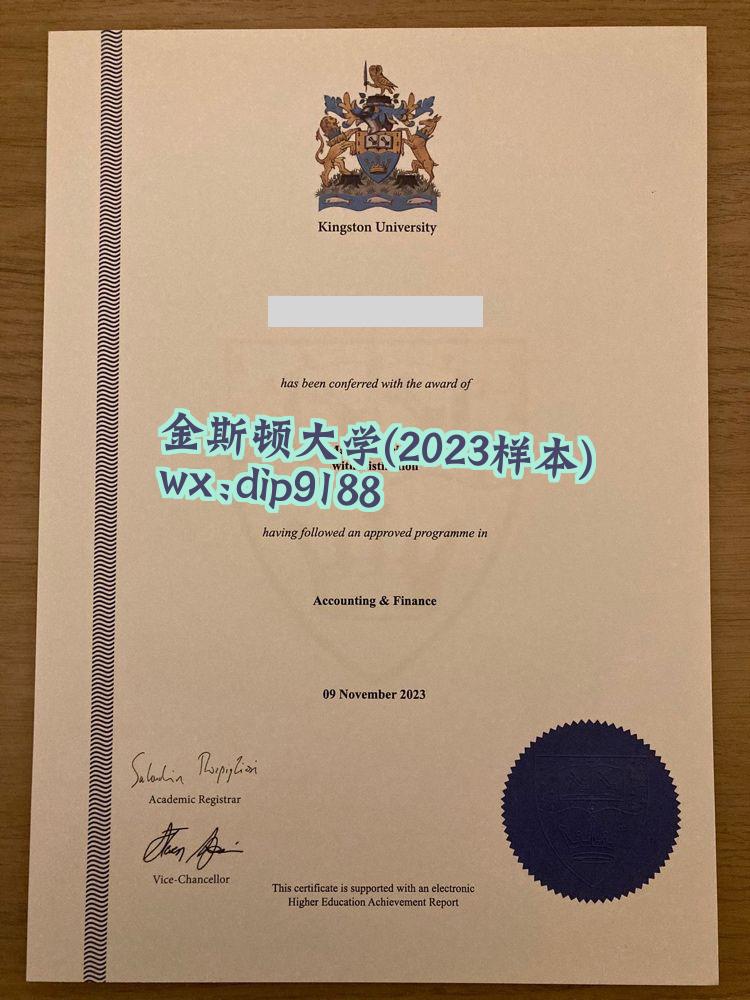 Kingston University
has been conferred with the award of
金斯顿大学(2023样本)
wx:dip9188
having followed an approved programme in
Accounting & Finance
09 November 2023
Academic Registrar
Vice-Chancellor
This certificate is supported with an electronic
Higher Education Achievement Report